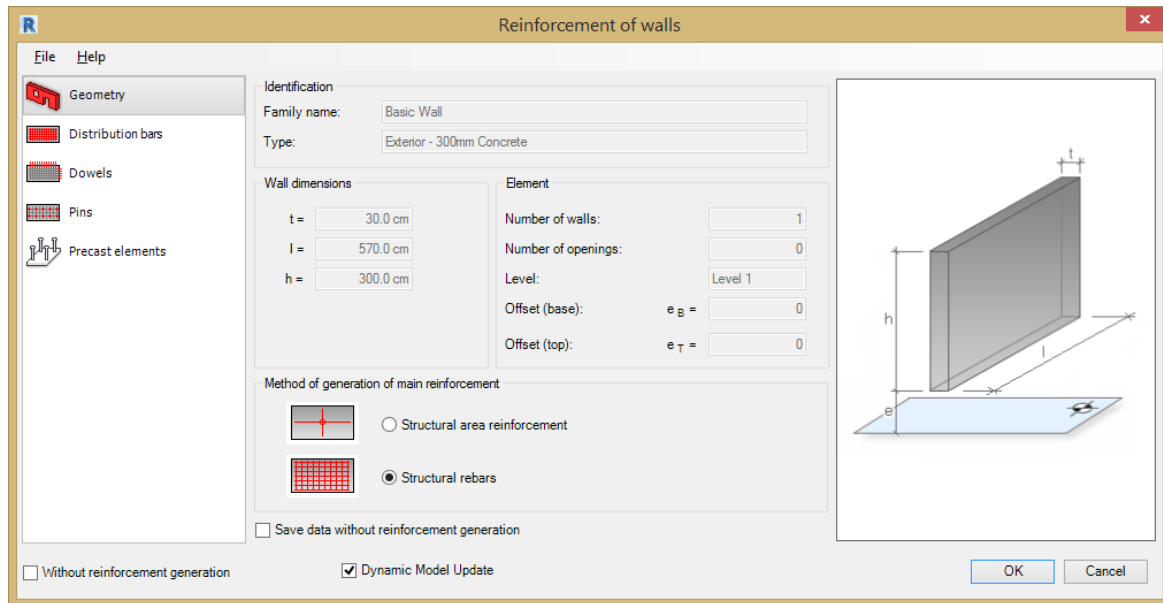 R
Reinforcement of walls
x
File Help
Geometry
Distribution bars
Dowels
Pins
Precast elements
Identification
Family name: Basic Wall
Type: Exterior - 300mm Concrete
Wall dimensions
t = 30.0 cm
l = 570.0 cm
h = 300.0 cm
Element
Number of walls: 1
Number of openings: 0
Level: Level 1
Offset (base): e B = 0
Offset (top): e T = 0
Method of generation of main reinforcement
Structural area reinforcement
Structural rebars
Save data without reinforcement generation
t
h
l
e
Without reinforcement generation
Dynamic Model Update
OK
Cancel